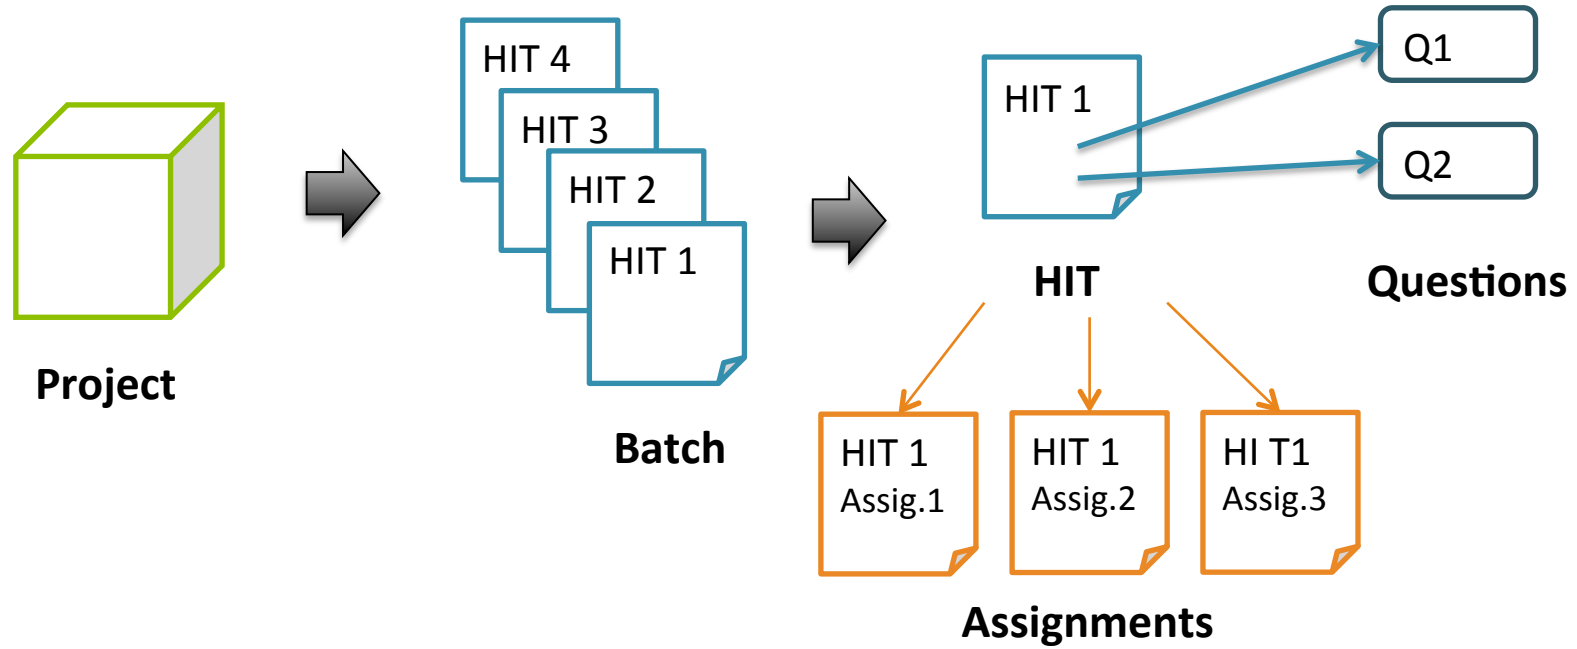 Project
HIT 4
HIT 3
HIT 2
HIT 1
Batch
HIT 1
HIT
Q1
Q2
Questions
HIT 1
Assig.1
HIT 1
Assig.2
HI T1
Assig.3
Assignments